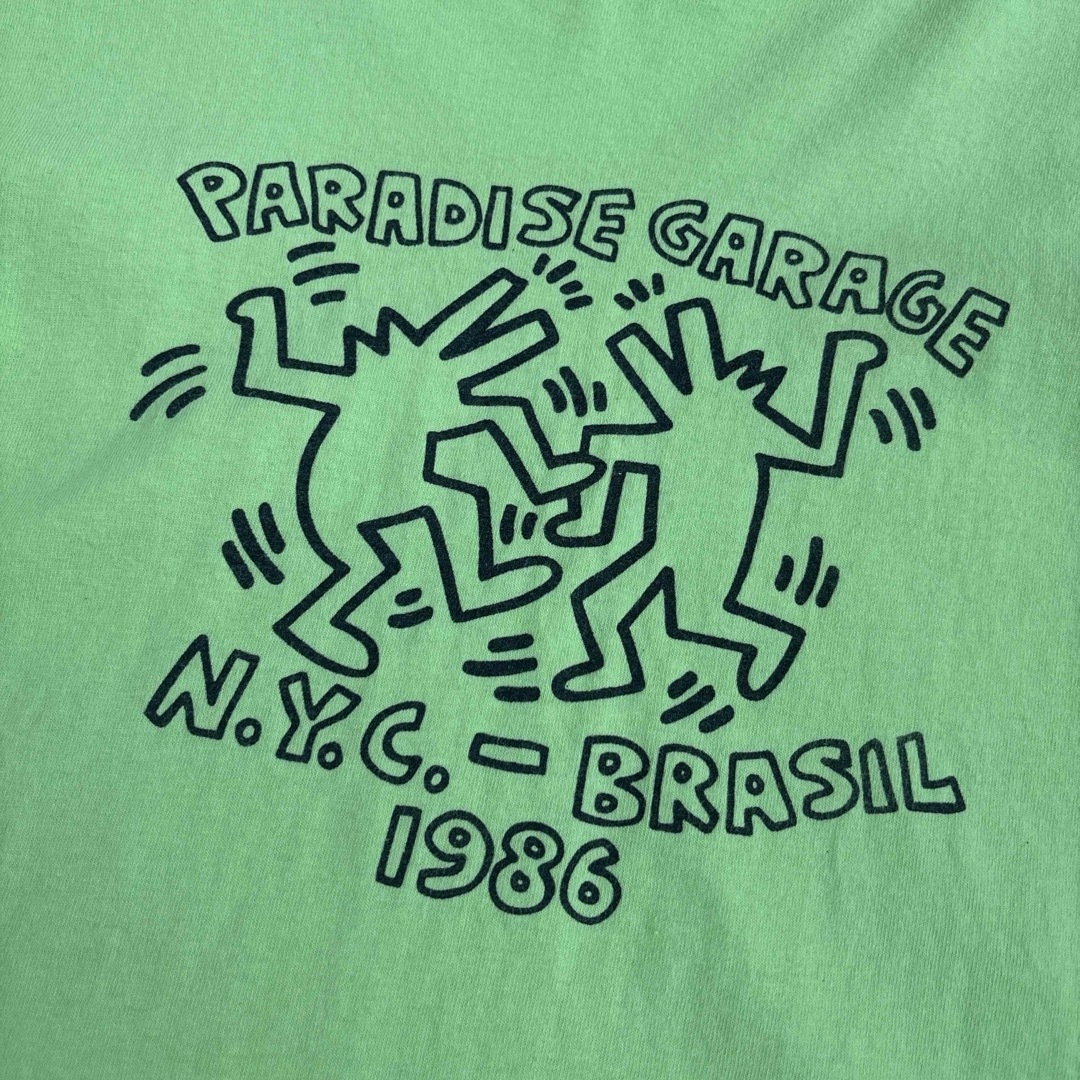 PARADISE GARAGE
N.Y.C. - BRASIL
1986